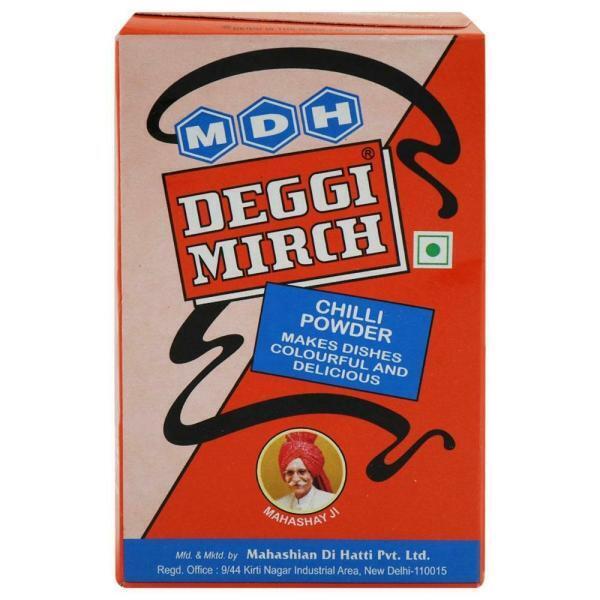 MDH
®
DEGGI
MIRCH
CHILLI
POWDER
MAKES DISHES
COLOURFUL AND
DELICIOUS
MAHASHAY JI
Mfd. & Mktd. by Mahashian Di Hatti Pvt. Ltd.
Regd. Office : 9/44 Kirti Nagar Industrial Area, New Delhi-110015